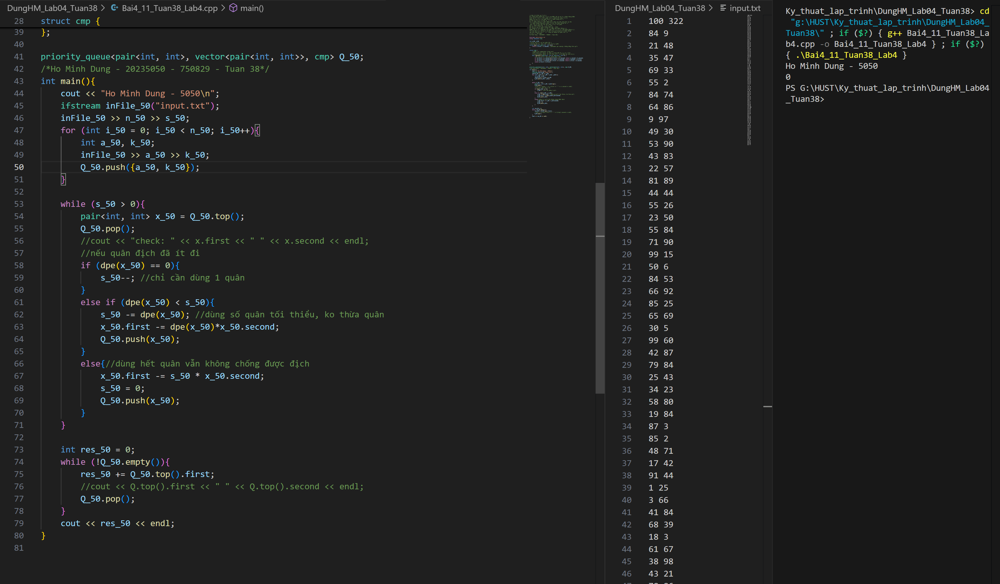 DungHM_Lab04_Tuan38 > Bai4_11_Tuan38_Lab4.cpp > main()
28 struct cmp {
39 };
40
41 priority_queue<pair<int, int>, vector<pair<int, int>>, cmp> Q_50;
42 /*Ho Minh Dung - 20235050 - 750829 - Tuan 38*/
43 int main(){
44 cout << "Ho Minh Dung - 5050\n";
45 ifstream inFile_50("input.txt");
46 inFile_50 >> n_50 >> s_50;
47 for (int i_50 = 0; i_50 < n_50; i_50++){
48 int a_50, k_50;
49 inFile_50 >> a_50 >> k_50;
50 Q_50.push({a_50, k_50});
51 }
52
53 while (s_50 > 0){
54 pair<int, int> x_50 = Q_50.top();
55 Q_50.pop();
56 //cout << "check: " << x.first << " " << x.second << endl;
57 //nếu quân địch đã ít đi
58 if (dpe(x_50) == 0){
59 s_50--; //chỉ cần dùng 1 quân
60 }
61 else if (dpe(x_50) < s_50){
62 s_50 -= dpe(x_50); //dùng số quân tối thiểu, ko thừa quân
63 x_50.first -= dpe(x_50)*x_50.second;
64 Q_50.push(x_50);
65 }
66 else{//dùng hết quân vẫn không chống được địch
67 x_50.first -= s_50 * x_50.second;
68 s_50 = 0;
69 Q_50.push(x_50);
70 }
71 }
72
73 int res_50 = 0;
74 while (!Q_50.empty()){
75 res_50 += Q_50.top().first;
76 //cout << Q.top().first << " " << Q.top().second << endl;
77 Q_50.pop();
78 }
79 cout << res_50 << endl;
80 }
81
DungHM_Lab04_Tuan38 > input.txt
1 100 322
2 84 9
3 21 48
4 35 47
5 69 33
6 55 2
7 84 74
8 64 86
9 9 97
10 49 30
11 53 90
12 43 83
13 22 57
14 81 89
15 44 44
16 55 26
17 23 50
18 55 84
19 71 90
20 99 15
21 50 6
22 84 53
23 66 92
24 85 25
25 65 69
26 30 5
27 99 60
28 42 87
29 79 84
30 25 43
31 34 23
32 58 80
33 19 84
34 87 3
35 85 2
36 48 71
37 17 42
38 91 44
39 1 25
40 3 66
41 41 84
42 68 39
43 18 3
44 61 67
45 38 98
46 43 21
Ky_thuat_lap_trinh\DungHM_Lab04_Tuan38> cd
"g:\HUST\Ky_thuat_lap_trinh\DungHM_Lab04_
Tuan38\" ; if ($?) { g++ Bai4_11_Tuan38_La
b4.cpp -o Bai4_11_Tuan38_Lab4 } ; if ($?)
{ .\Bai4_11_Tuan38_Lab4 }
Ho Minh Dung - 5050
0
PS G:\HUST\Ky_thuat_lap_trinh\DungHM_Lab04
_Tuan38>